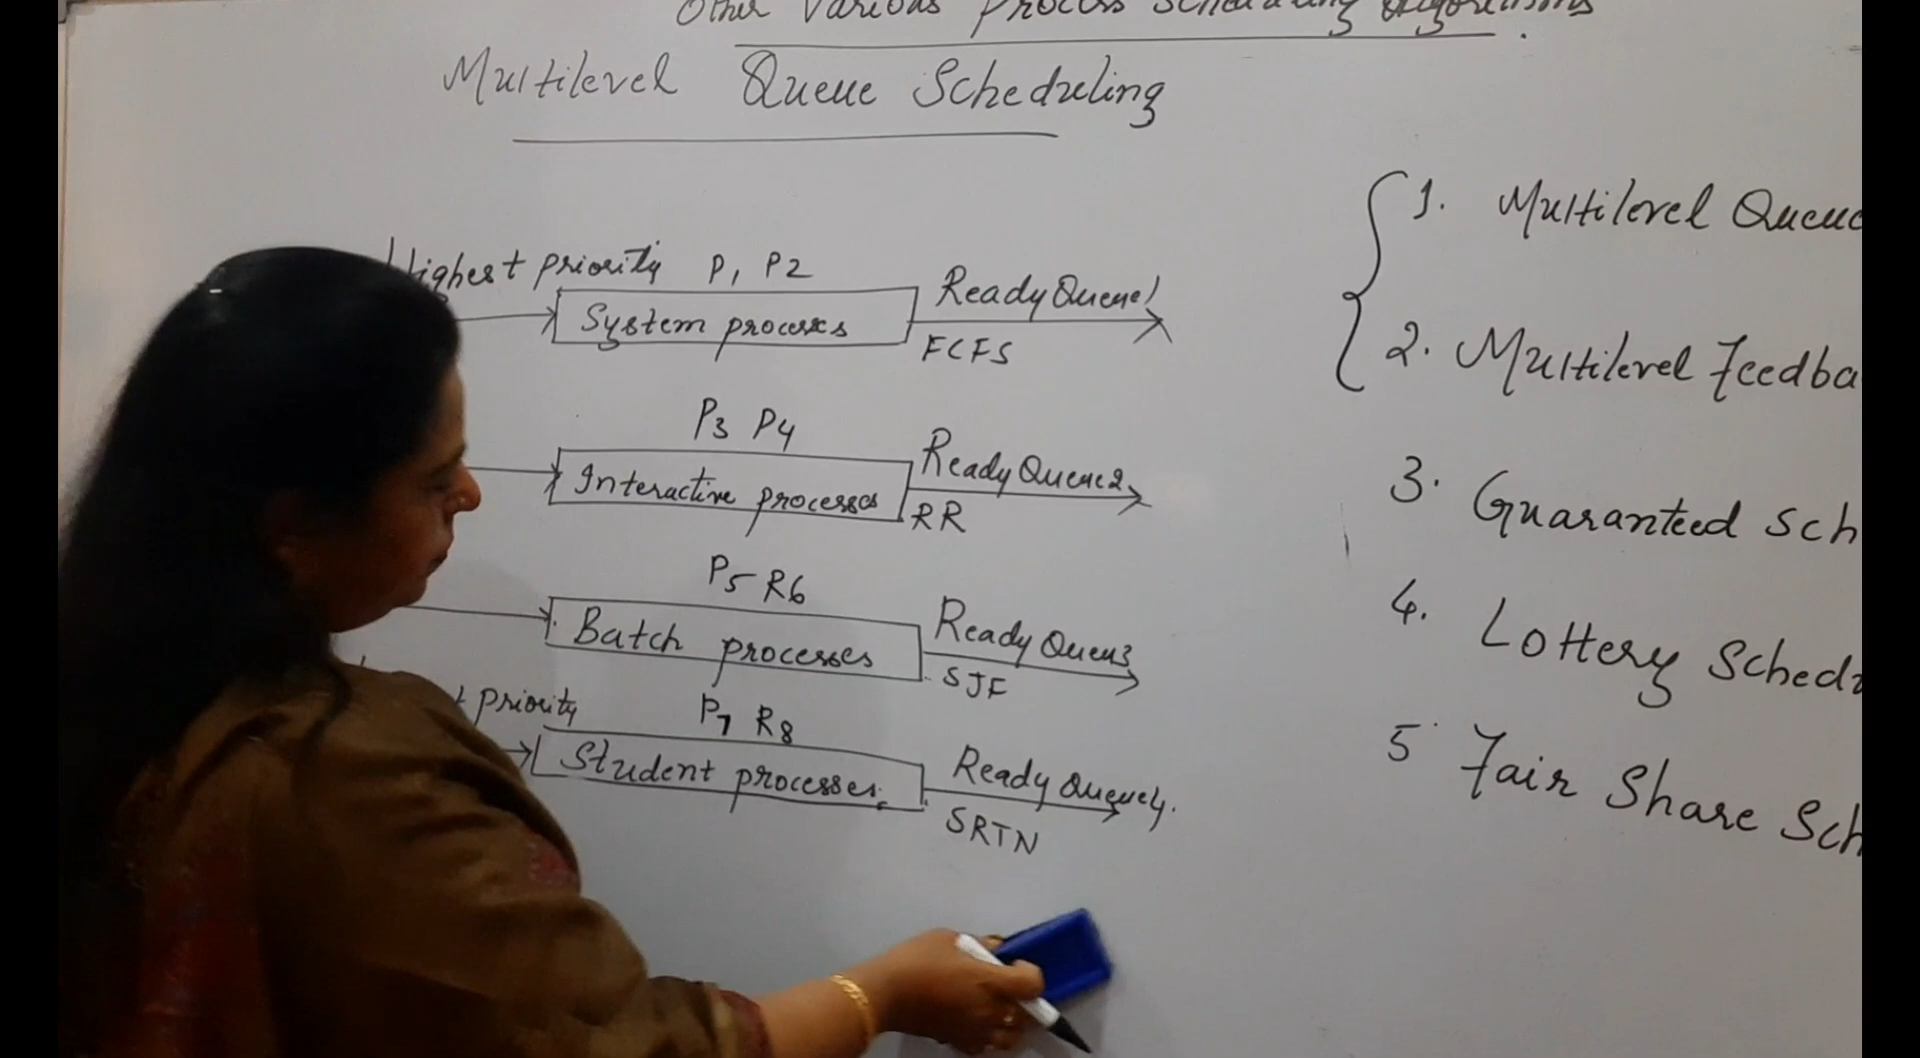 Other Various Process Scheduling Algorithms.
Multilevel Queue Scheduling
Highest priority P1 P2
System processes
Ready Queue1
FCFS
P3 P4
Interactive processes
Ready Queue2
RR
P5 R6
Batch processes
Ready Queue3
SJF
priority P7 R8
Student processes
Ready Queue4.
SRTN
1. Multilevel Queue
2. Multilevel Feedba
3. Guaranteed Sch
4. Lottery Sched
5 Fair Share Sch